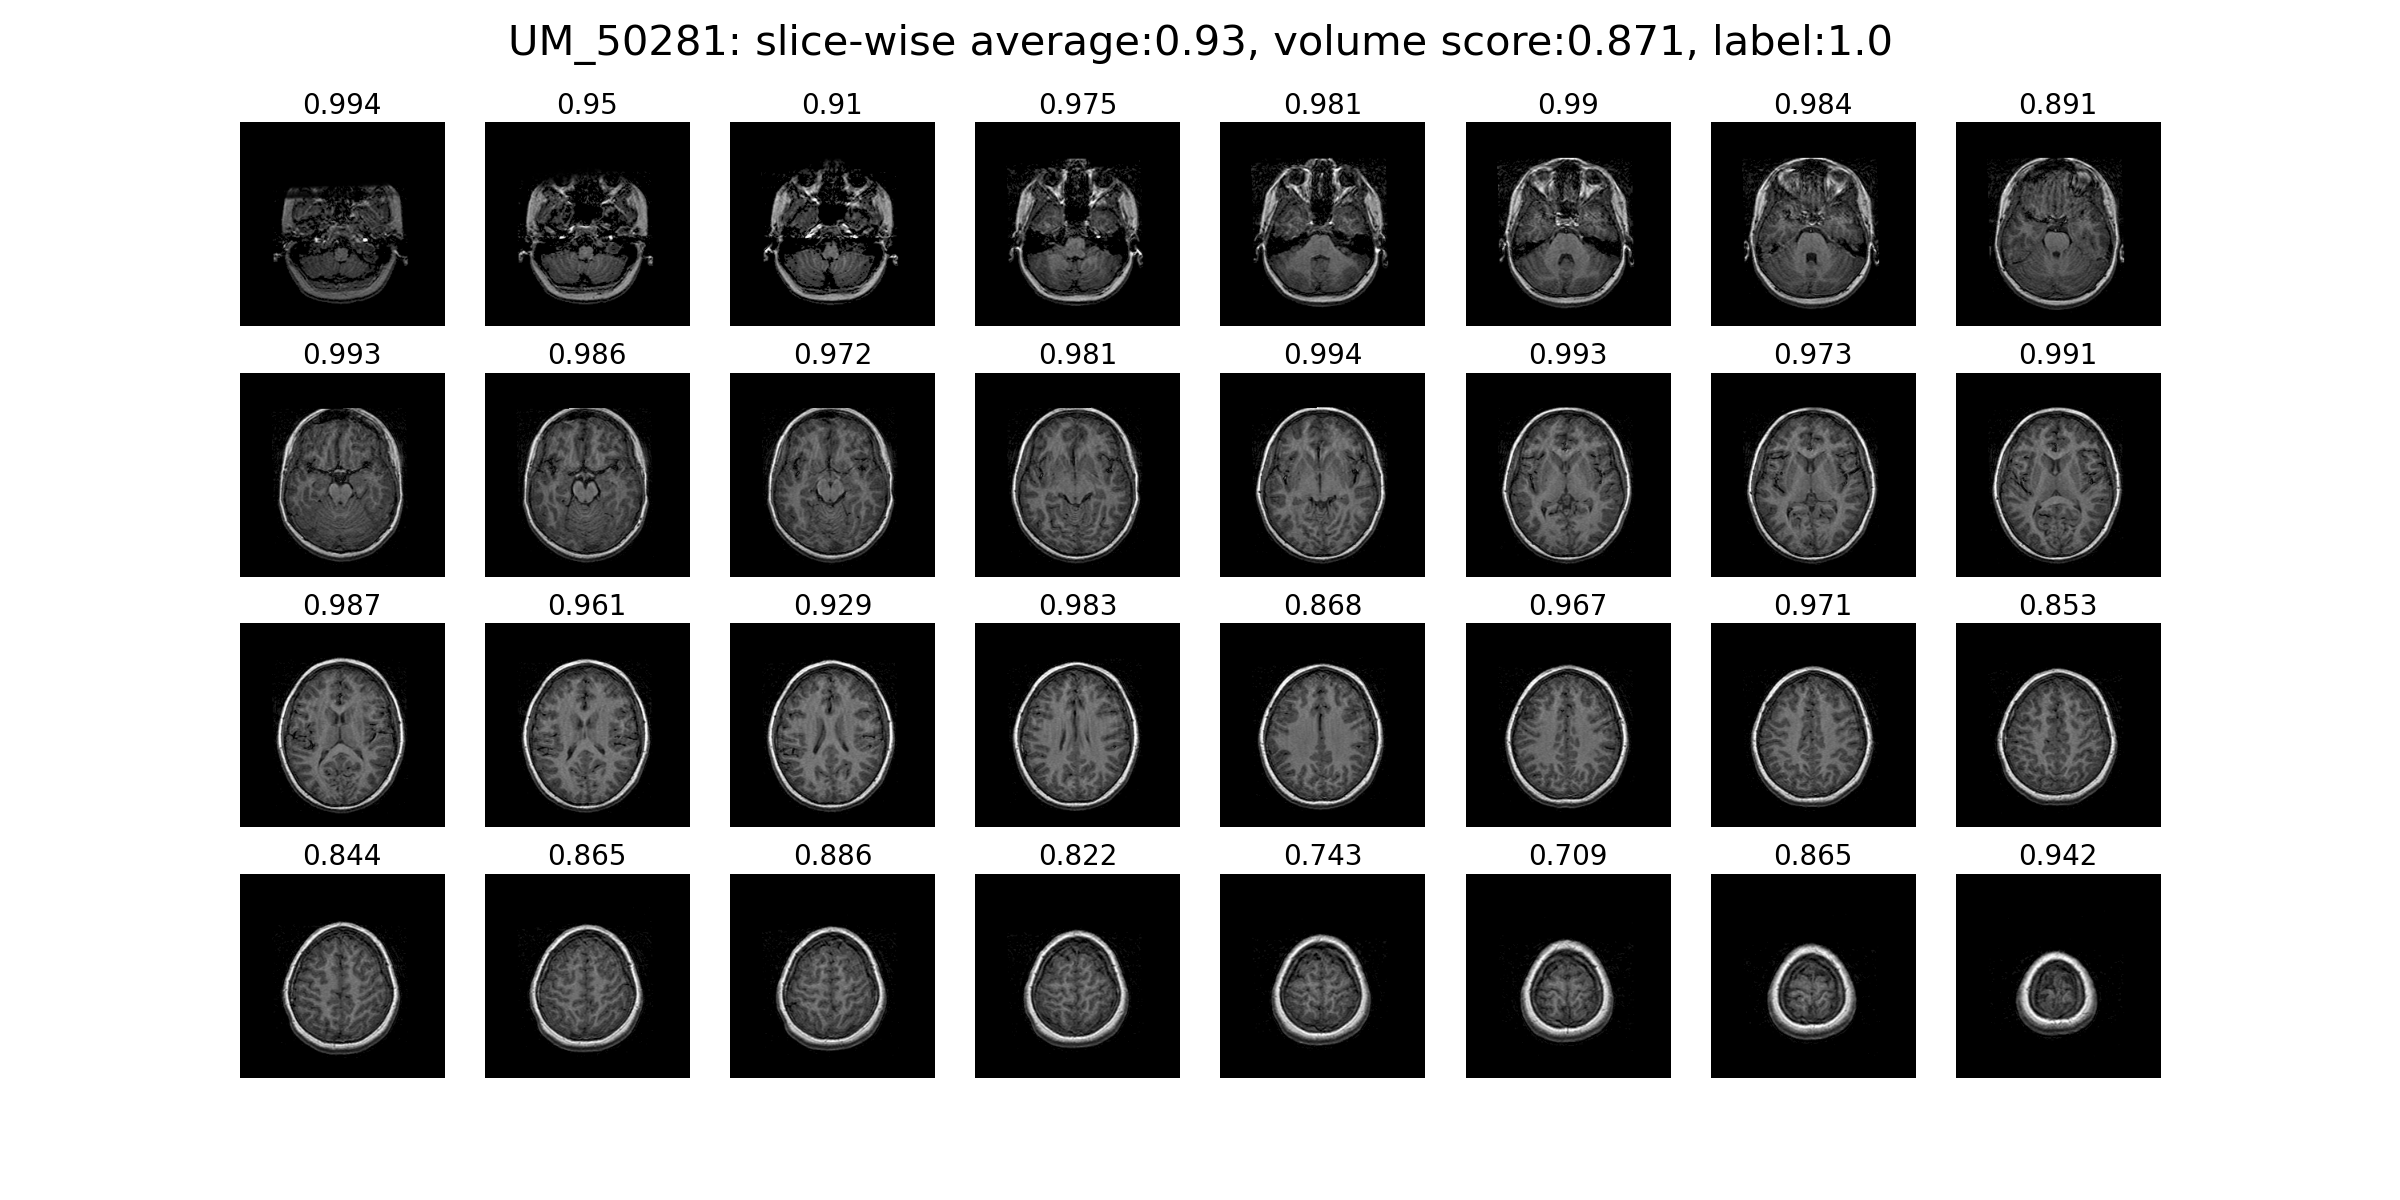 UM_50281: slice-wise average:0.93, volume score:0.871, label:1.0
0.994 0.95 0.91 0.975 0.981 0.99 0.984 0.891
0.993 0.986 0.972 0.981 0.994 0.993 0.973 0.991
0.987 0.961 0.929 0.983 0.868 0.967 0.971 0.853
0.844 0.865 0.886 0.822 0.743 0.709 0.865 0.942